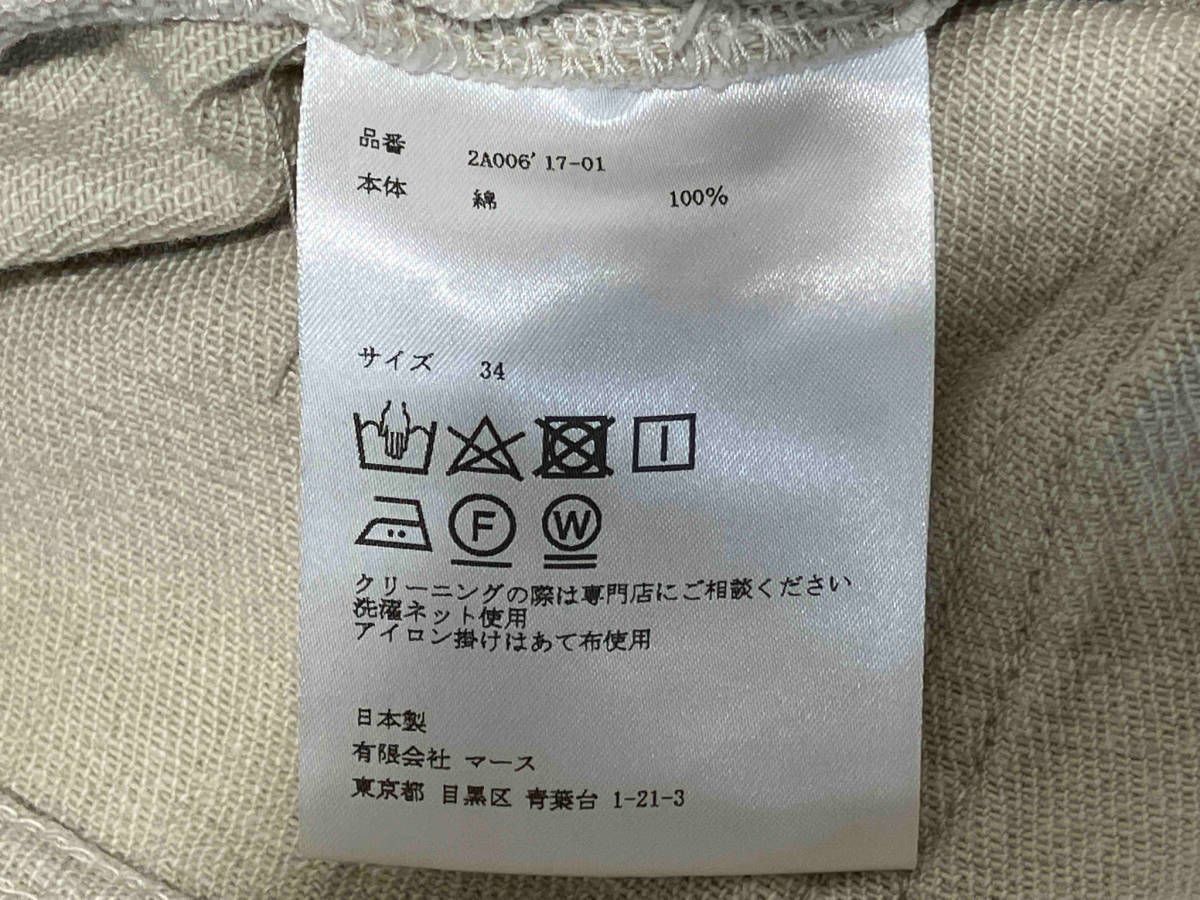 品番 2A006' 17-01
本体 綿 100%
サイズ 34
F W
クリーニングの際は専門店にご相談ください
洗濯ネット使用
アイロン掛けはあて布使用
日本製
有限会社 マース
東京都 目黒区 青葉台 1-21-3